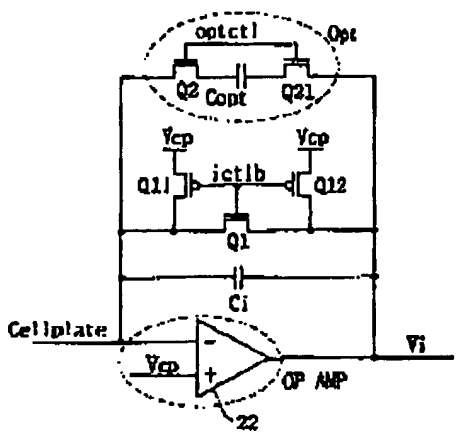 optctl
Opt
Q2
Copt
Q21
Vcp
Vcp
Q11
ictlb
Q12
Q1
Ci
Cellplate
Vcp
-
+
OP AMP
Vi
22